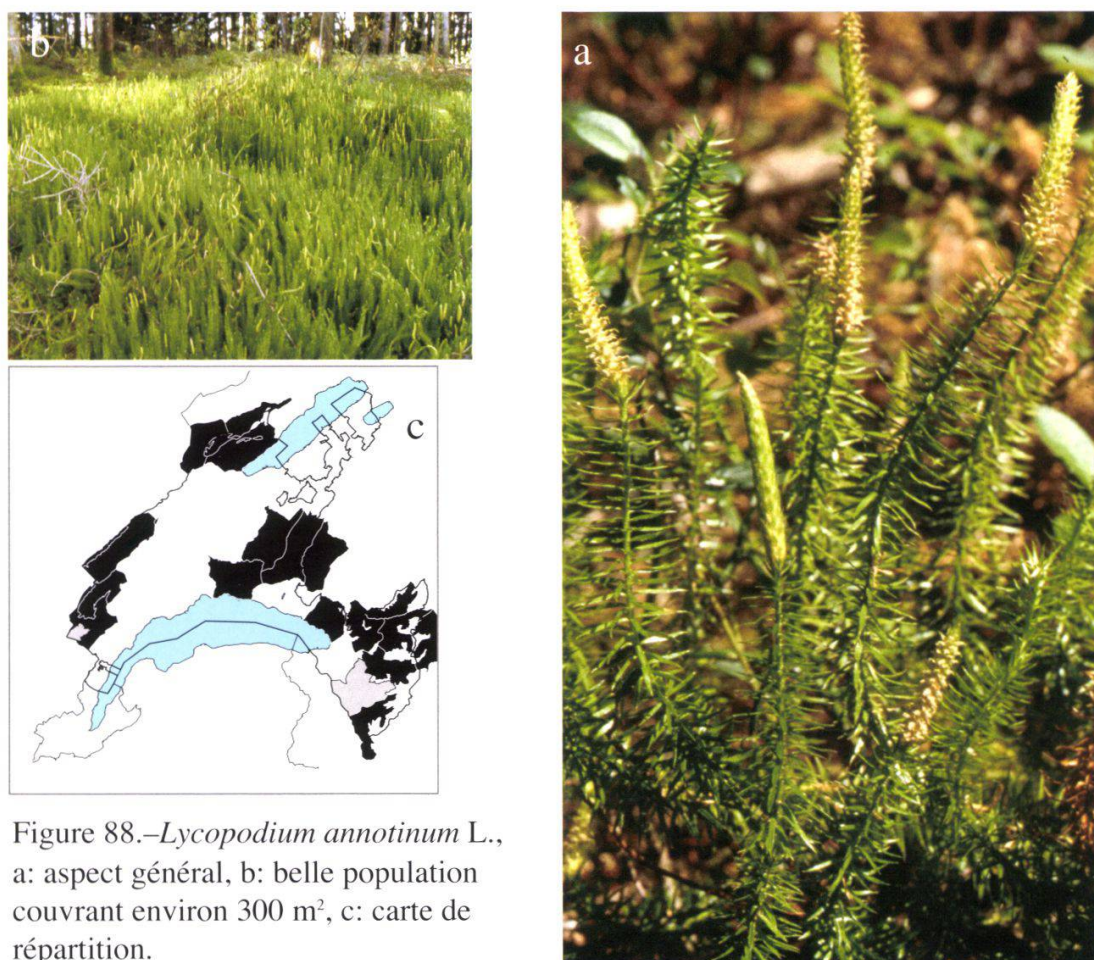 b
a
c
Figure 88.–Lycopodium annotinum L.,
a: aspect général, b: belle population
couvrant environ 300 m², c: carte de
répartition.